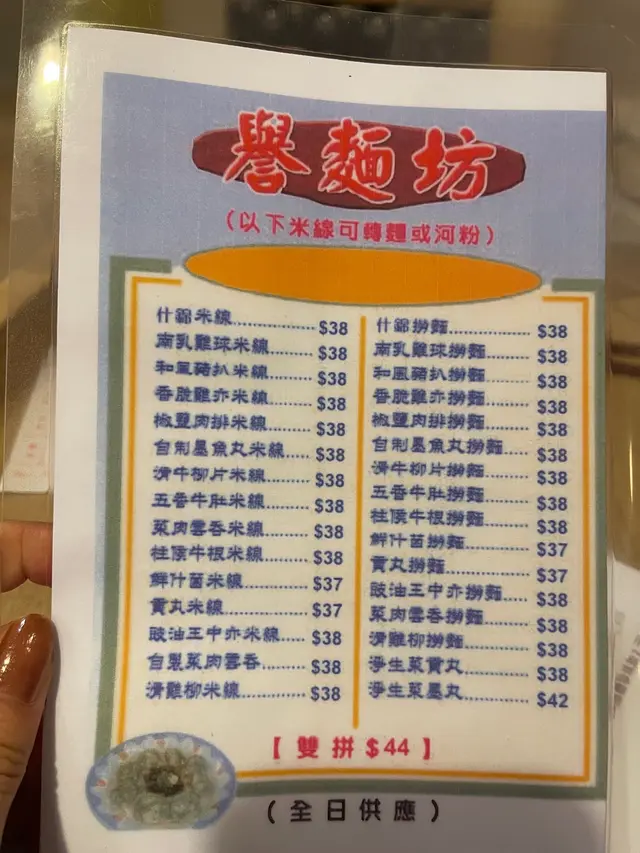 譽麵坊
（以下米線可轉麵或河粉）
什錦米線............... $38
南乳雞球米線........ $38
和風豬扒米線........ $38
香脆雞亦米線........ $38
椒鹽肉排米線........ $38
自制墨魚丸米線..... $38
滑牛柳片米線........ $38
五香牛肚米線........ $38
菜肉雲吞米線........ $38
柱侯牛根米線........ $38
鮮什菌米線........... $37
貢丸米線............... $37
豉油王中亦米線..... $38
自製菜肉雲吞........ $38
滑雞柳米線........... $38
什錦撈麵............... $38
南乳雞球撈麵........ $38
和風豬扒撈麵........ $38
香脆雞亦撈麵........ $38
椒鹽肉排撈麵........ $38
自制墨魚丸撈麵..... $38
滑牛柳片撈麵........ $38
五香牛肚撈麵........ $38
柱侯牛根撈麵........ $38
鮮什菌撈麵........... $37
貢丸撈麵............... $37
豉油王中亦撈麵..... $38
菜肉雲吞撈麵........ $38
滑雞柳撈麵........... $38
淨生菜貢丸........... $38
淨生菜墨丸........... $42
【 雙 拼 $44 】
（ 全 日 供 應 ）